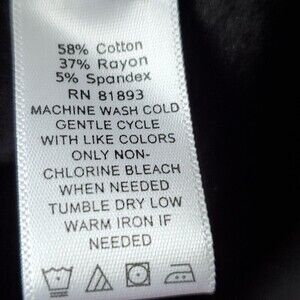 58% Cotton
37% Rayon
5% Spandex
RN 81893
MACHINE WASH COLD
GENTLE CYCLE
WITH LIKE COLORS
ONLY NON-
CHLORINE BLEACH
WHEN NEEDED
TUMBLE DRY LOW
WARM IRON IF
NEEDED